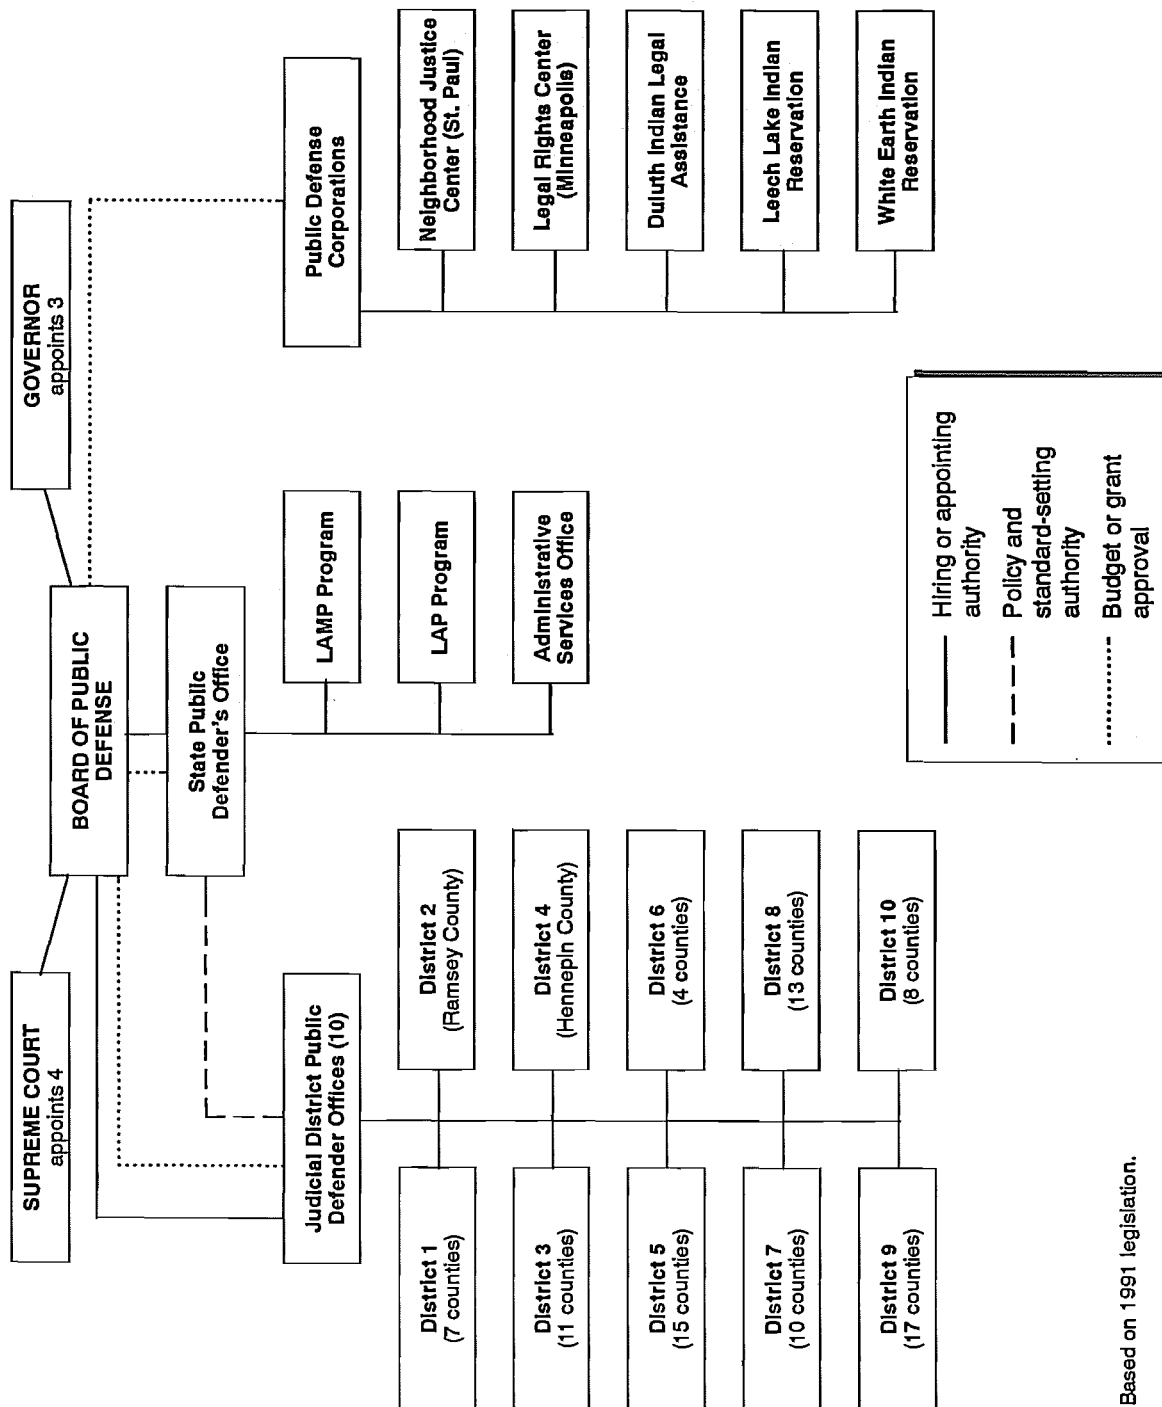 SUPREME COURT
appoints 4
GOVERNOR
appoints 3
BOARD OF PUBLIC
DEFENSE
State Public
Defender's Office
Judicial District Public
Defender Offices (10)
Public Defense
Corporations
District 1
(7 counties)
District 2
(Ramsey County)
District 3
(11 counties)
District 4
(Hennepin County)
District 5
(15 counties)
District 6
(4 counties)
District 7
(10 counties)
District 8
(13 counties)
District 9
(17 counties)
District 10
(8 counties)
LAMP Program
LAP Program
Administrative
Services Office
Neighborhood Justice
Center (St. Paul)
Legal Rights Center
(Minneapolis)
Duluth Indian Legal
Assistance
Leech Lake Indian
Reservation
White Earth Indian
Reservation
Hiring or appointing
authority
Policy and
standard-setting
authority
Budget or grant
approval
Based on 1991 legislation.